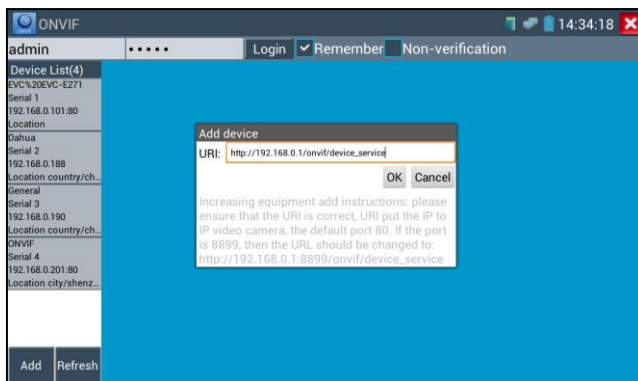 ONVIF
14:34:18
admin
•••••
Login
Remember
Non-verification
Device List(4)
EVC%20EVC-E271
Serial 1
192.168.0.101:80
Location
Dahua
Serial 2
192.168.0.188
Location country/ch...
General
Serial 3
192.168.0.190
Location country/ch...
ONVIF
Serial 4
192.168.0.201:80
Location city/shenz...
Add device
URI: http://192.168.0.1/onvif/device_service
OK Cancel
Increasing equipment add instructions: please
ensure that the URI is correct, URI put the IP to
IP video camera, the default port 80. If the port
is 8899, then the URL should be changed to:
http://192.168.0.1:8899/onvif/device_service
Add Refresh